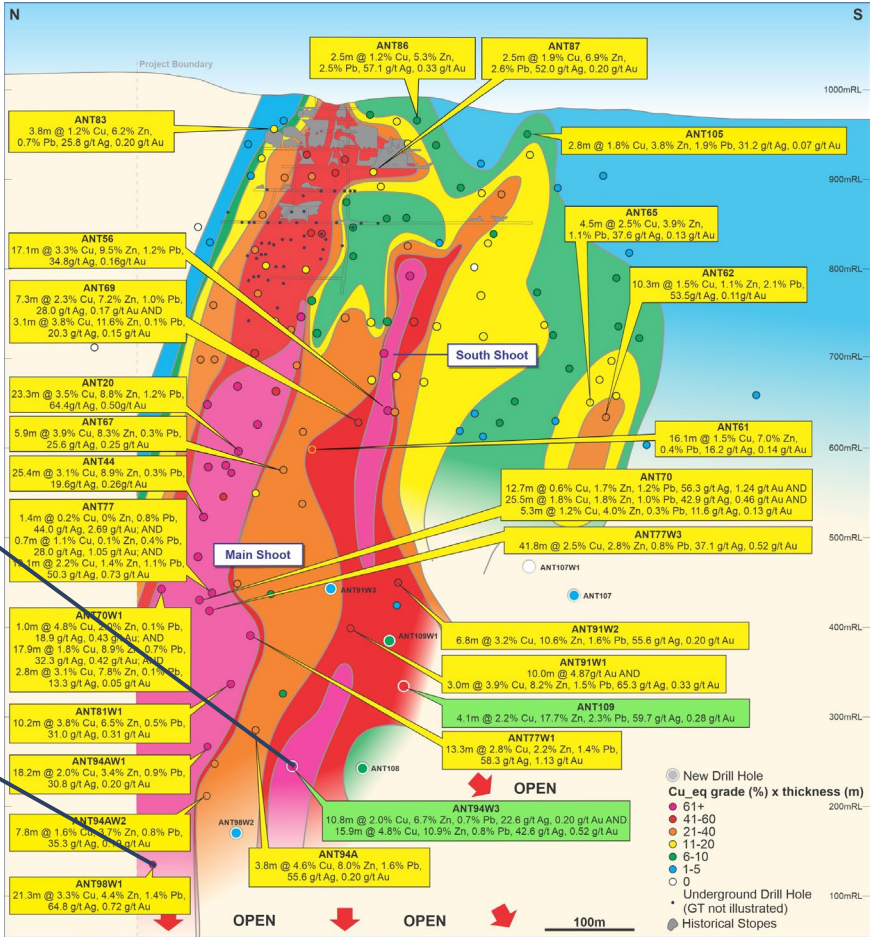 N
S
Project Boundary
1000mRL
900mRL
800mRL
700mRL
600mRL
500mRL
400mRL
300mRL
200mRL
100mRL
ANT86
2.5m @ 1.2% Cu, 5.3% Zn,
2.5% Pb, 57.1 g/t Ag, 0.33 g/t Au
ANT87
2.5m @ 1.9% Cu, 6.9% Zn,
2.6% Pb, 52.0 g/t Ag, 0.20 g/t Au
ANT83
3.8m @ 1.2% Cu, 6.2% Zn,
0.7% Pb, 25.8 g/t Ag, 0.20 g/t Au
ANT105
2.8m @ 1.8% Cu, 3.8% Zn, 1.9% Pb, 31.2 g/t Ag, 0.07 g/t Au
ANT65
4.5m @ 2.5% Cu, 3.9% Zn,
1.1% Pb, 37.6 g/t Ag, 0.13 g/t Au
ANT56
17.1m @ 3.3% Cu, 9.5% Zn, 1.2% Pb,
34.8g/t Ag, 0.16g/t Au
ANT62
10.3m @ 1.5% Cu, 1.1% Zn, 2.1% Pb,
53.5g/t Ag, 0.11g/t Au
ANT69
7.3m @ 2.3% Cu, 7.2% Zn, 1.0% Pb,
28.0 g/t Ag, 0.17 g/t Au AND
3.1m @ 3.8% Cu, 11.6% Zn, 0.1% Pb,
20.3 g/t Ag, 0.15 g/t Au
South Shoot
ANT20
23.3m @ 3.5% Cu, 8.8% Zn, 1.2% Pb,
64.4g/t Ag, 0.50g/t Au
ANT67
5.9m @ 3.9% Cu, 8.3% Zn, 0.3% Pb,
25.6 g/t Ag, 0.25 g/t Au
ANT61
16.1m @ 1.5% Cu, 7.0% Zn,
0.4% Pb, 16.2 g/t Ag, 0.14 g/t Au
ANT44
25.4m @ 3.1% Cu, 8.9% Zn, 0.3% Pb,
19.6g/t Ag, 0.26g/t Au
ANT70
12.7m @ 0.6% Cu, 1.7% Zn, 1.2% Pb, 56.3 g/t Ag, 1.24 g/t Au AND
25.5m @ 1.8% Cu, 1.8% Zn, 1.0% Pb, 42.9 g/t Ag, 0.46 g/t Au AND
5.3m @ 1.2% Cu, 4.0% Zn, 0.3% Pb, 11.6 g/t Ag, 0.13 g/t Au
ANT77
1.4m @ 0.2% Cu, 0% Zn, 0.8% Pb,
44.0 g/t Ag, 2.69 g/t Au; AND
0.7m @ 1.1% Cu, 0.1% Zn, 0.4% Pb,
28.0 g/t Ag, 1.05 g/t Au; AND
@ 2.2% Cu, 1.4% Zn, 1.1% Pb,
50.3 g/t Ag, 0.73 g/t Au
ANT77W3
41.8m @ 2.5% Cu, 2.8% Zn, 0.8% Pb, 37.1 g/t Ag, 0.52 g/t Au
Main Shoot
ANT107W1
ANT107
ANT91W3
ANT70W1
1.0m @ 4.8% Cu, Zn, 0.1% Pb,
18.9 g/t Ag, 0.43 g/t Au; AND
17.9m @ 1.8% Cu, 8.9% Zn, 0.7% Pb,
32.3 g/t Ag, 0.42 g/t Au; AND
2.8m @ 3.1% Cu, 7.8% Zn, 0.1% Pb,
13.3 g/t Ag, 0.05 g/t Au
ANT109W1
ANT91W2
6.8m @ 3.2% Cu, 10.6% Zn, 1.6% Pb, 55.6 g/t Ag, 0.20 g/t Au
ANT91W1
10.0m @ 4.87g/t Au AND
3.0m @ 3.9% Cu, 8.2% Zn, 1.5% Pb, 65.3 g/t Ag, 0.33 g/t Au
ANT109
4.1m @ 2.2% Cu, 17.7% Zn, 2.3% Pb, 59.7 g/t Ag, 0.28 g/t Au
ANT81W1
10.2m @ 3.8% Cu, 6.5% Zn, 0.5% Pb,
31.0 g/t Ag, 0.31 g/t Au
ANT77W1
13.3m @ 2.8% Cu, 2.2% Zn, 1.4% Pb,
58.3 g/t Ag, 1.13 g/t Au
ANT94AW1
18.2m @ 2.0% Cu, 3.4% Zn, 0.9% Pb,
30.8 g/t Ag, 0.20 g/t Au
ANT108
OPEN
ANT94AW2
7.8m @ 1.6% Cu, 3.7% Zn, 0.8% Pb,
35.3 g/t Ag, g/t Au
ANT98W2
ANT94W3
10.8m @ 2.0% Cu, 6.7% Zn, 0.7% Pb, 22.6 g/t Ag, 0.20 g/t Au AND
15.9m @ 4.8% Cu, 10.9% Zn, 0.8% Pb, 42.6 g/t Ag, 0.52 g/t Au
ANT94A
3.8m @ 4.6% Cu, 8.0% Zn, 1.6% Pb,
55.6 g/t Ag, 0.20 g/t Au
ANT98W1
21.3m @ 3.3% Cu, 4.4% Zn, 1.4% Pb,
64.8 g/t Ag, 0.72 g/t Au
OPEN
OPEN
100m
New Drill Hole
Cu_eq grade (%) x thickness (m)
61+
41-60
21-40
11-20
6-10
1-5
0
Underground Drill Hole
(GT not illustrated)
Historical Stopes